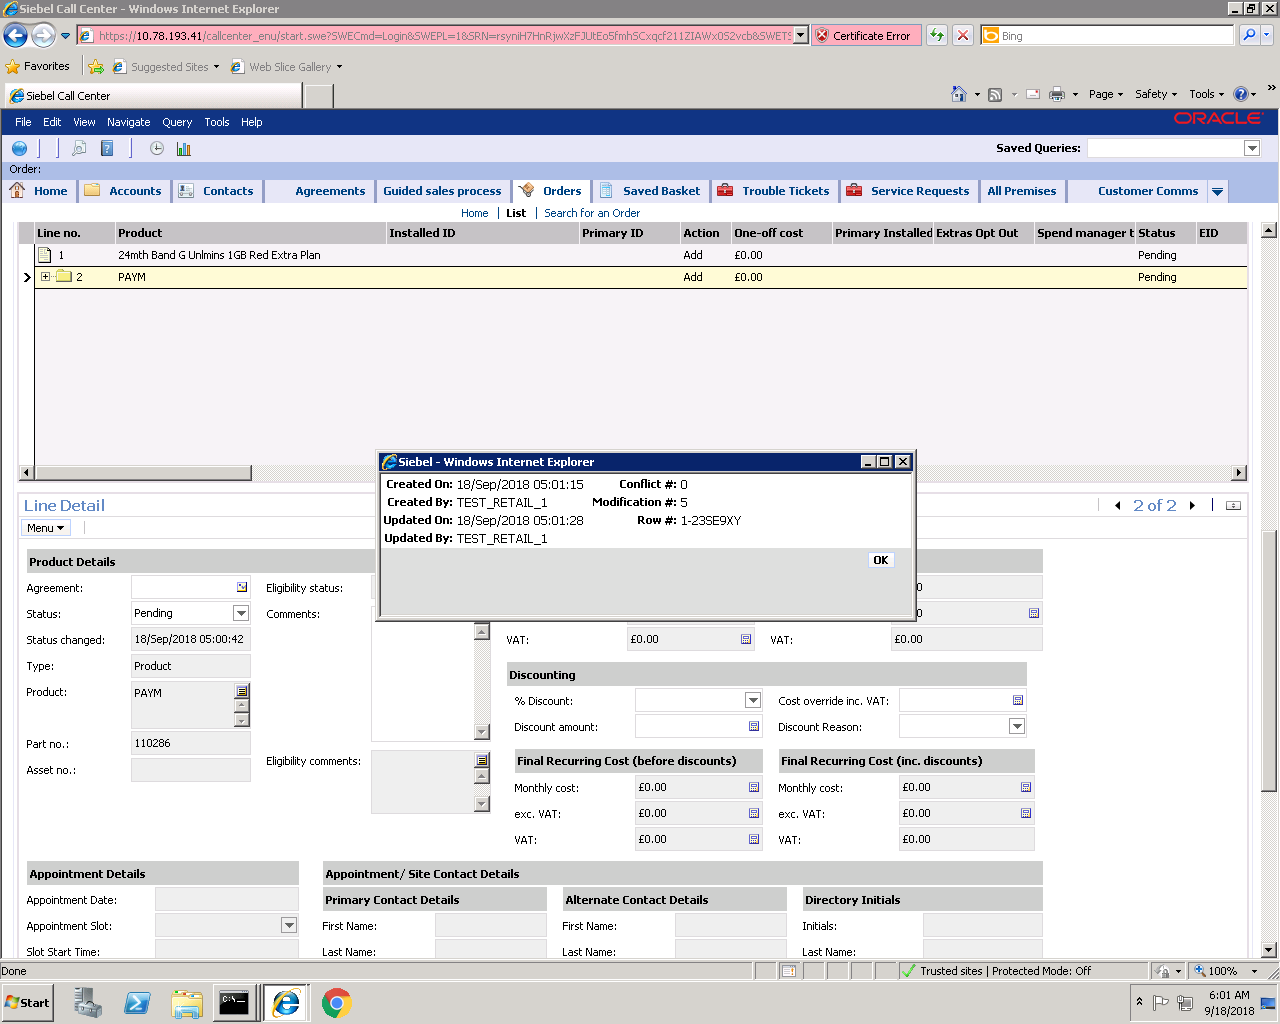 Siebel Call Center - Windows Internet Explorer
https://10.78.193.41/callcenter_enu/start.swe?SWECmd=Login&SWEPL=1&SRN=
Certificate Error
Bing
Favorites
Suggested Sites
Web Slice Gallery
Siebel Call Center
Page
Safety
Tools
File Edit View Navigate Query Tools Help
ORACLE
Saved Queries:
Order:
Home Accounts Contacts Agreements Guided sales process Orders Saved Basket Trouble Tickets Service Requests All Premises Customer Comms
Home | List | Search for an Order
Line no. Product Installed ID Primary ID Action One-off cost Primary Installed Extras Opt Out Spend manager t Status EID
1 24mth Band G Unlmins 1GB Red Extra Plan Add £0.00 Pending
2 PAYM Add £0.00 Pending
Siebel - Windows Internet Explorer
Created On: 18/Sep/2018 05:01:15 Conflict #: 0
Created By: TEST_RETAIL_1 Modification #: 5
Updated On: 18/Sep/2018 05:01:28 Row #: 1-23SE9XY
Updated By: TEST_RETAIL_1
OK
Line Detail
2 of 2
Menu
Product Details
Agreement:
Eligibility status:
Status: Pending
Comments:
Status changed: 18/Sep/2018 05:00:42
VAT: £0.00
VAT: £0.00
Type: Product
Product: PAYM
Part no.: 110286
Asset no.:
Eligibility comments:
Discounting
% Discount:
Cost override inc. VAT:
Discount amount:
Discount Reason:
Final Recurring Cost (before discounts)
Final Recurring Cost (inc. discounts)
Monthly cost: £0.00
Monthly cost: £0.00
exc. VAT: £0.00
exc. VAT: £0.00
VAT: £0.00
VAT: £0.00
Appointment Details
Appointment/ Site Contact Details
Appointment Date:
Primary Contact Details
Alternate Contact Details
Directory Initials
Appointment Slot:
First Name:
First Name:
Initials:
Slot Start Time:
Last Name:
Last Name:
Last Name:
Done
Trusted sites | Protected Mode: Off
100%
Start
6:01 AM
9/18/2018